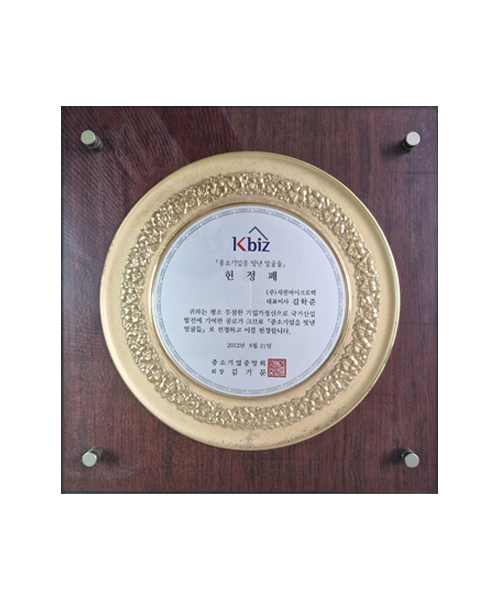 Kbiz
『중소기업을 빛낸 얼굴들』
헌 정 패
(주)새한마이크로텍
대표이사 김학준
귀하는 평소 투철한 기업가정신으로 국가산업
발전에 기여한 공로가 크므로 『중소기업을 빛낸
얼굴들』로 선정하고 이를 헌정합니다.
2012년 8월 21일
중소기업중앙회
회장 김기문